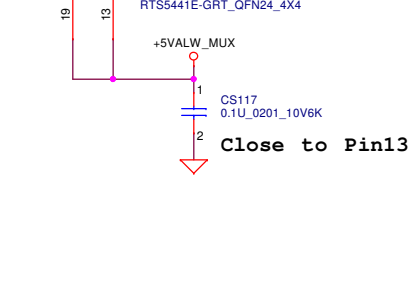 RTS5441E-GRT_QFN24_4X4
19
13
+5VALW_MUX
1
CS117
0.1U_0201_10V6K
2
Close to Pin13